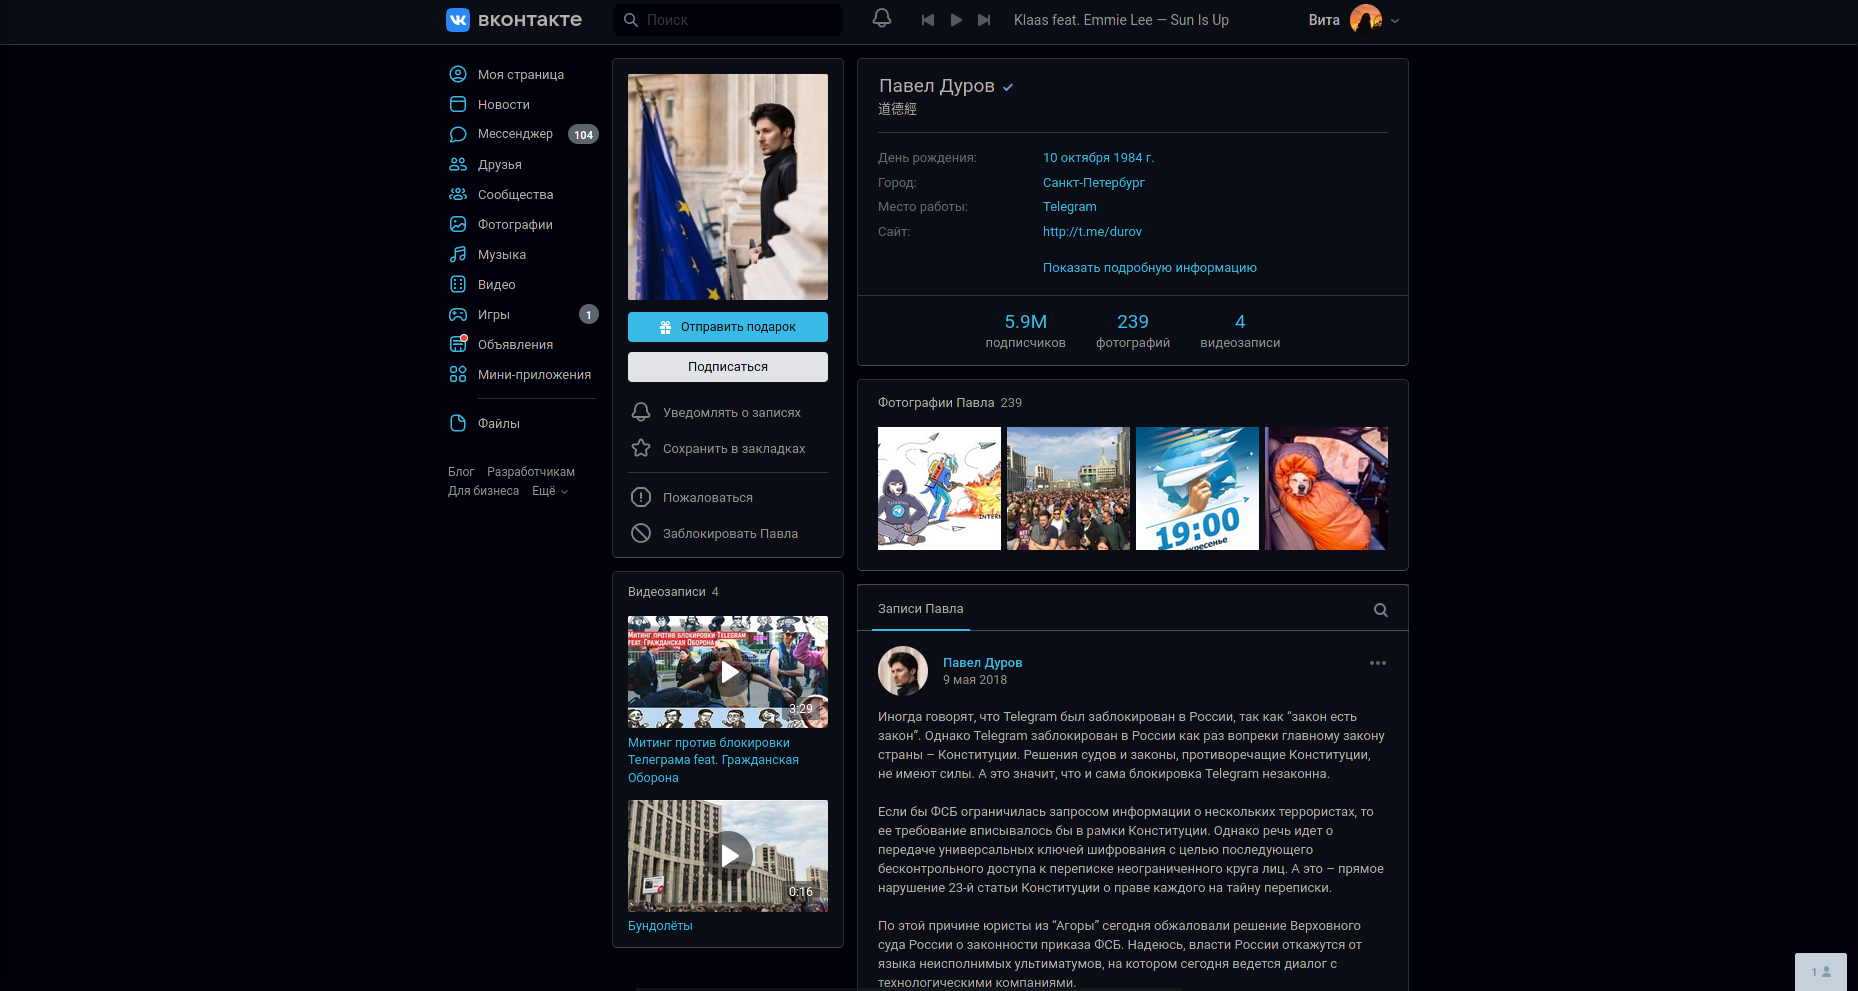 вконтакте
Поиск
Klaas feat. Emmie Lee — Sun Is Up
Вита
Моя страница
Новости
Мессенджер 104
Друзья
Сообщества
Фотографии
Музыка
Видео
Игры 1
Объявления
Мини-приложения
Файлы
Блог Разработчикам
Для бизнеса Ещё
Отправить подарок
Подписаться
Уведомлять о записях
Сохранить в закладках
Пожаловаться
Заблокировать Павла
Видеозаписи 4
Митинг против блокировки Telegram
feat. Гражданская Оборона
3:29
Митинг против блокировки
Телеграма feat. Гражданская
Оборона
0:16
Бундолёты
Павел Дуров
道德經
День рождения: 10 октября 1984 г.
Город: Санкт-Петербург
Место работы: Telegram
Сайт: http://t.me/durov
Показать подробную информацию
5.9M 239 4
подписчиков фотографий видеозаписи
Фотографии Павла 239
19:00
Записи Павла
Павел Дуров
9 мая 2018
Иногда говорят, что Telegram был заблокирован в России, так как “закон есть
закон”. Однако Telegram заблокирован в России как раз вопреки главному закону
страны – Конституции. Решения судов и законы, противоречащие Конституции,
не имеют силы. А это значит, что и сама блокировка Telegram незаконна.
Если бы ФСБ ограничилась запросом информации о нескольких террористах, то
ее требование вписывалось бы в рамки Конституции. Однако речь идет о
передаче универсальных ключей шифрования с целью последующего
бесконтрольного доступа к переписке неограниченного круга лиц. А это – прямое
нарушение 23-й статьи Конституции о праве каждого на тайну переписки.
По этой причине юристы из “Агоры” сегодня обжаловали решение Верховного
суда России о законности приказа ФСБ. Надеюсь, власти России откажутся от
языка неисполнимых ультиматумов, на котором сегодня ведется диалог с
технологическими компаниями.
1